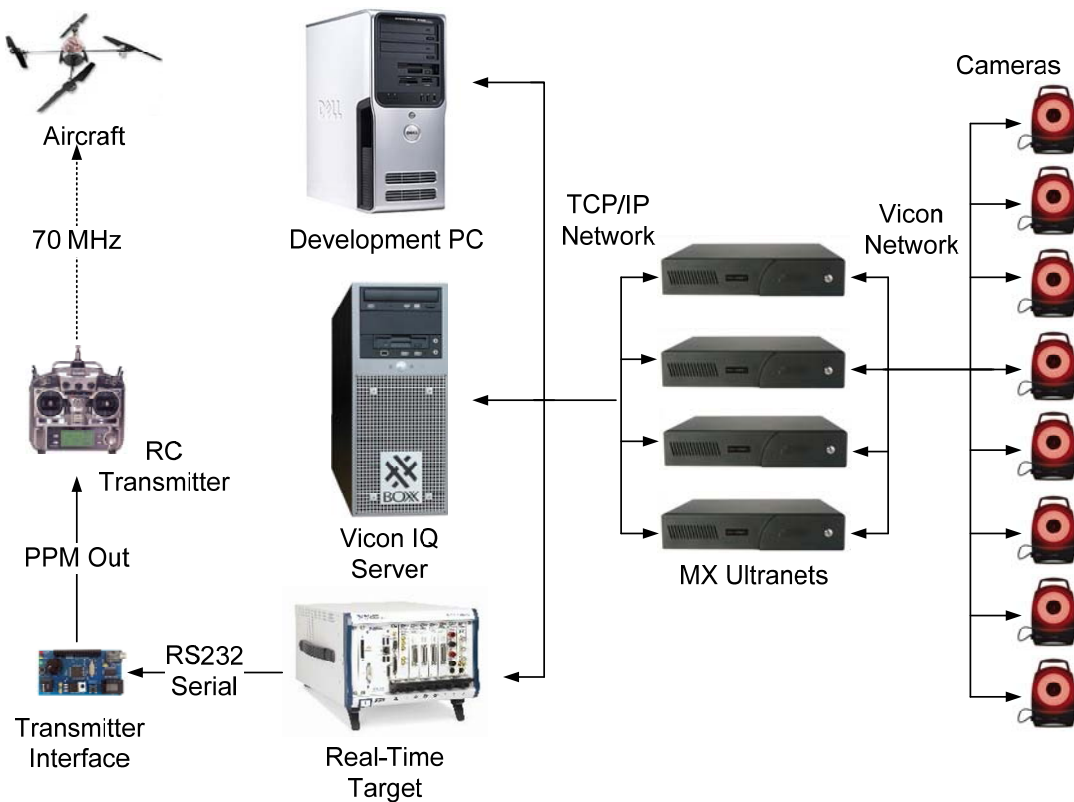 Cameras
Aircraft
70 MHz
DELL
Development PC
TCP/IP
Network
Vicon
Network
RC
Transmitter
BOXX
PPM Out
Vicon IQ
Server
MX Ultranets
RS232
Serial
Transmitter
Interface
Real-Time
Target